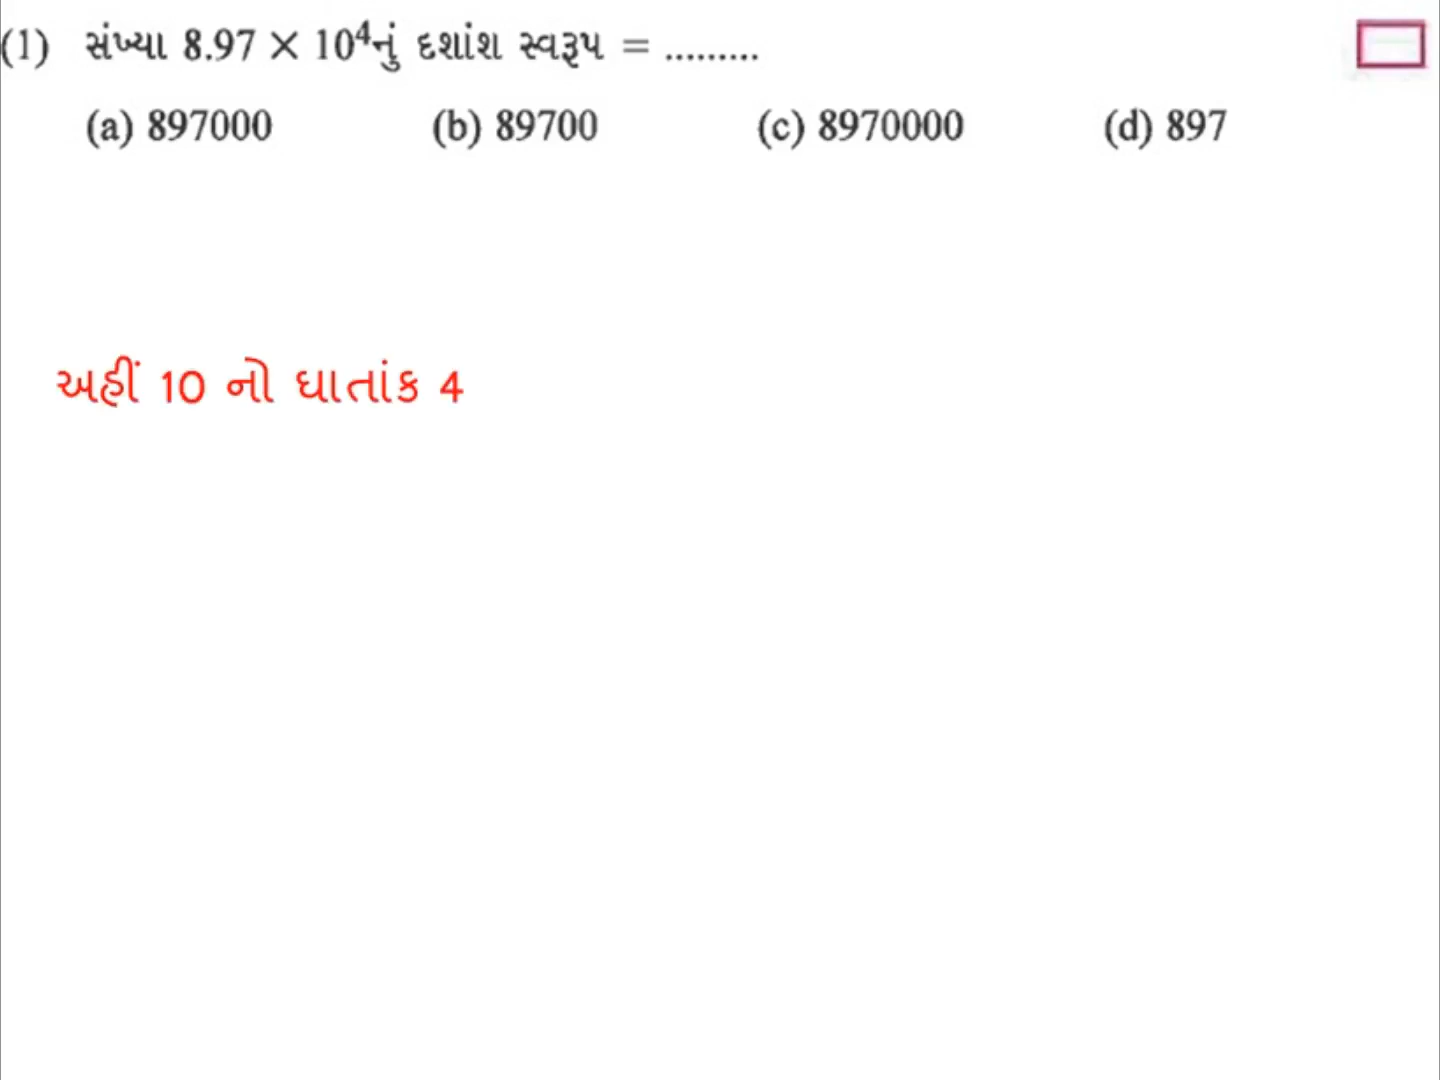 (1) સંખ્યા 8.97 × 10⁴નું દશાંશ સ્વરૂપ = .........
(a) 897000 (b) 89700 (c) 8970000 (d) 897
અહીં 10 નો ઘાતાંક 4